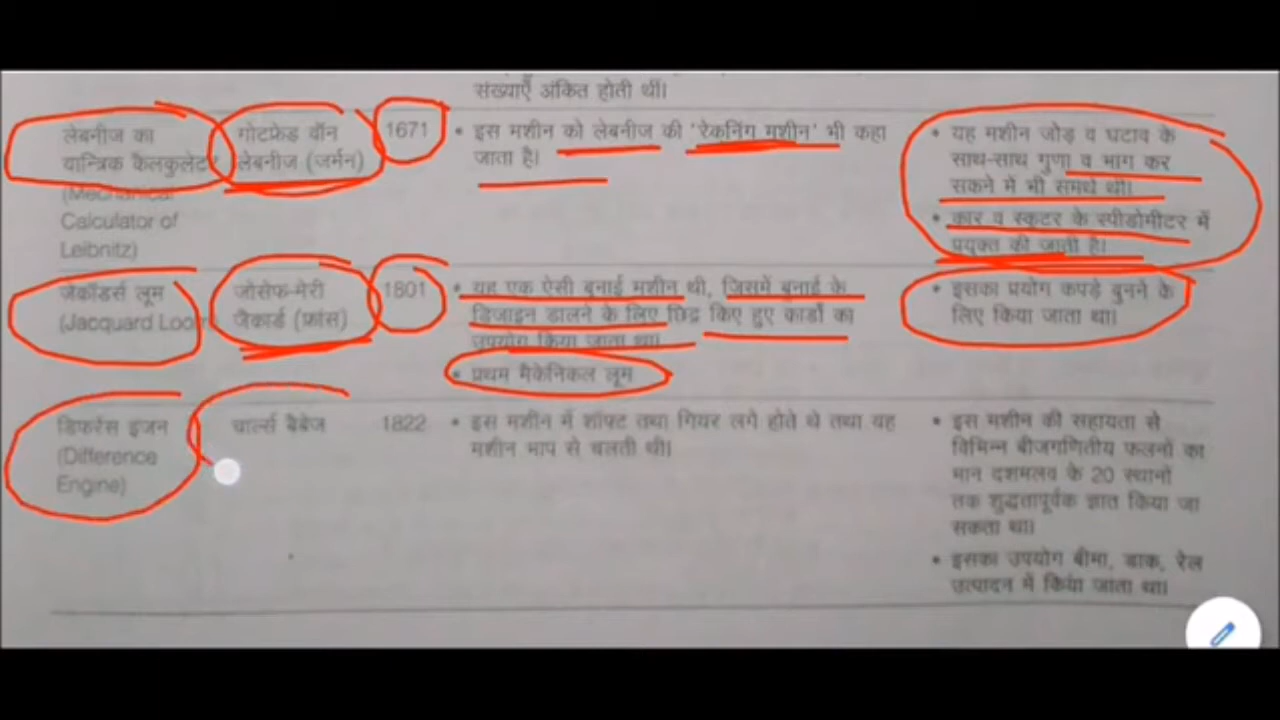 संख्याएँ अंकित होती थीं।
लेबनीज का
यान्त्रिक कैलकुलेटर
(Mechanical
Calculator of
Leibnitz)
गोटफ्रेड वॉन
लेबनीज (जर्मन)
1671
• इस मशीन को लेबनीज की 'रेकनिंग मशीन' भी कहा
जाता है।
• यह मशीन जोड़ व घटाव के
साथ-साथ गुणा व भाग कर
सकने में भी समर्थ थी।
• कार व स्कूटर के स्पीडोमीटर में
प्रयुक्त की जाती है।
जेकॉडर्स लूम
(Jacquard Loom)
जोसेफ-मेरी
जैकार्ड (फ्रांस)
1801
• यह एक ऐसी बुनाई मशीन थी, जिसमें बुनाई के
डिजाइन डालने के लिए छिद्र किए हुए कार्डों का
उपयोग किया जाता था।
• प्रथम मैकेनिकल लूम
• इसका प्रयोग कपड़े बुनने के
लिए किया जाता था।
डिफरेंस इंजन
(Difference
Engine)
चार्ल्स बैबेज
1822
• इस मशीन में शॉफ्ट तथा गियर लगे होते थे तथा यह
मशीन भाप से चलती थी।
• इस मशीन की सहायता से
विभिन्न बीजगणितीय फलनों का
मान दशमलव के 20 स्थानों
तक शुद्धतापूर्वक ज्ञात किया जा
सकता था।
• इसका उपयोग बीमा, डाक, रेल
उत्पादन में किया जाता था।